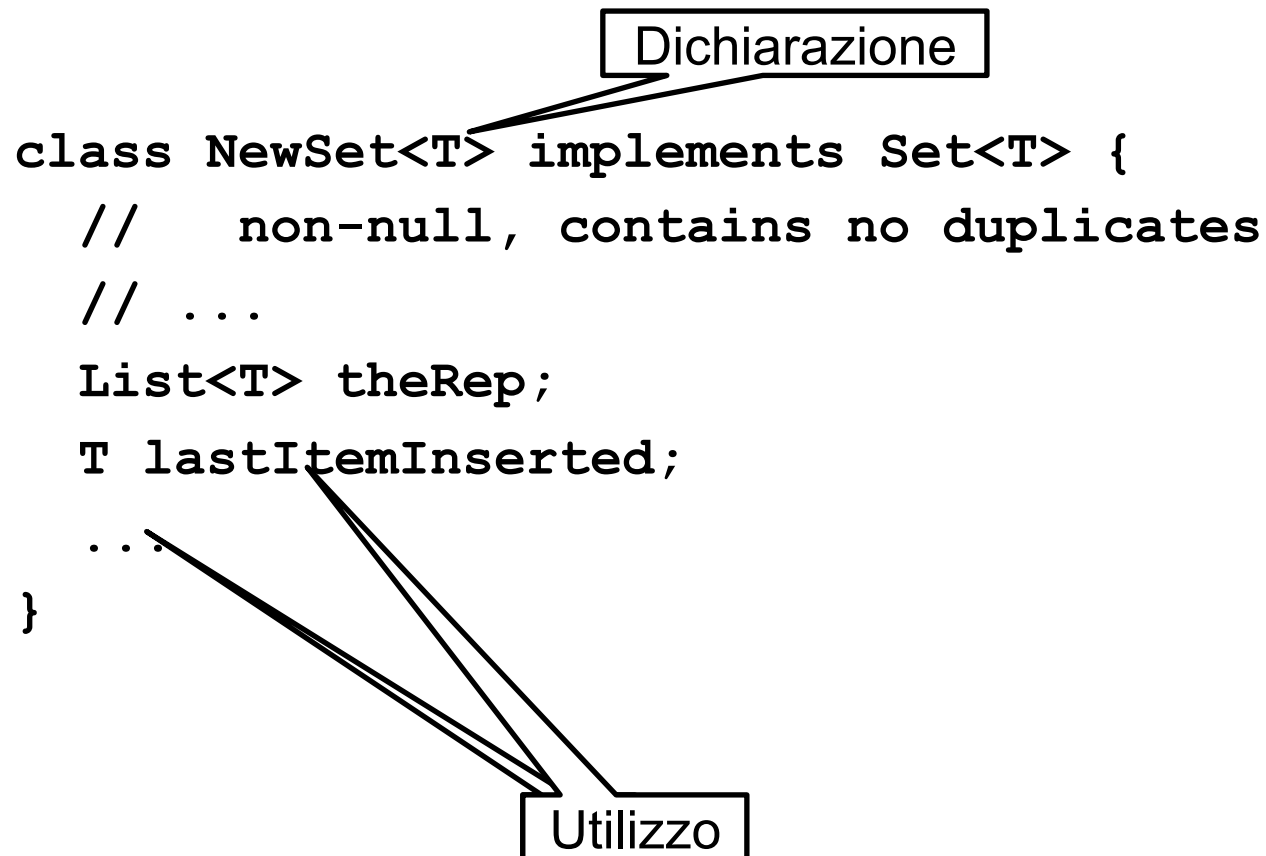 Dichiarazione
class NewSet<T> implements Set<T> {
//   non-null, contains no duplicates
// ...
List<T> theRep;
T lastItemInserted;
...
}
Utilizzo